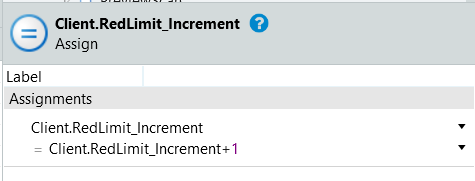 Client.RedLimit_Increment ?
Assign
Label
Assignments
Client.RedLimit_Increment
= Client.RedLimit_Increment+1